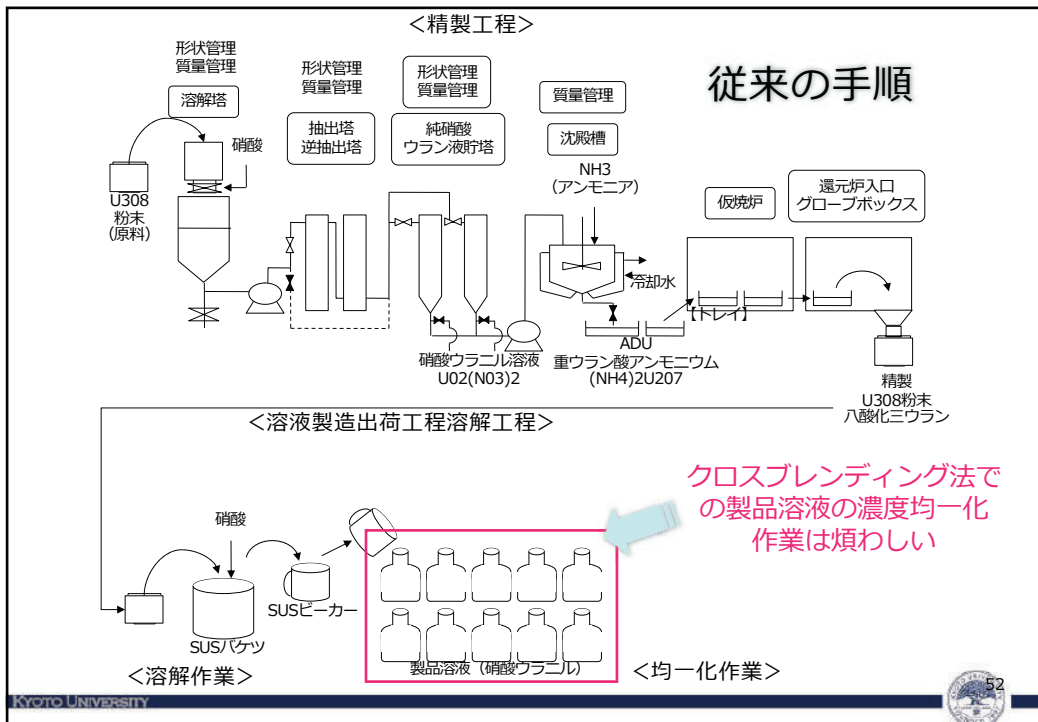 ＜精製工程＞
従来の手順
形状管理
質量管理
溶解塔
硝酸
U308
粉末
(原料)
形状管理
質量管理
抽出塔
逆抽出塔
形状管理
質量管理
純硝酸
ウラン液貯塔
質量管理
沈殿槽
NH3
(アンモニア)
冷却水
仮焼炉
還元炉入口
グローブボックス
【トレイ】
硝酸ウラニル溶液
U02(N03)2
ADU
重ウラン酸アンモニウム
(NH4)2U207
精製
U308粉末
八酸化三ウラン
＜溶液製造出荷工程溶解工程＞
クロスブレンディング法で
の製品溶液の濃度均一化
作業は煩わしい
硝酸
SUSバケツ
SUSビーカー
製品溶液（硝酸ウラニル）
＜溶解作業＞
＜均一化作業＞
KYOTO UNIVERSITY
52